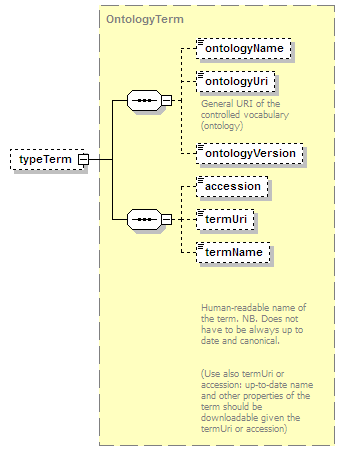 OntologyTerm
ontologyName
ontologyUri
General URI of the
controlled vocabulary
(ontology)
ontologyVersion
typeTerm
accession
termUri
termName
Human-readable name of
the term. NB. Does not
have to be always up to
date and canonical.
(Use also termUri or
accession: up-to-date name
and other properties of the
term should be
downloadable given the
termUri or accession)